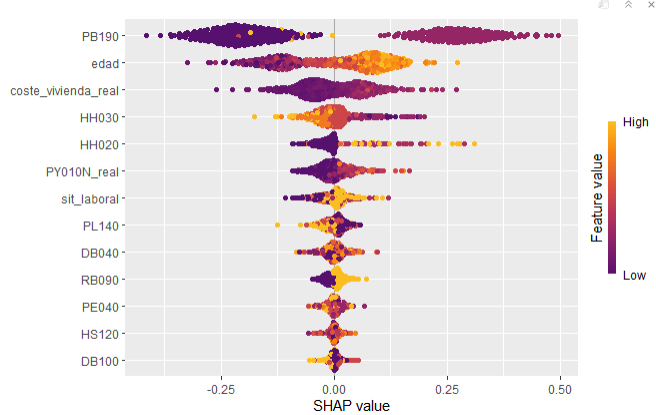 PB190
edad
coste_vivienda_real
HH030
HH020
PY010N_real
sit_laboral
PL140
DB040
RB090
PE040
HS120
DB100
-0.25
0.00
0.25
0.50
SHAP value
High
Low
Feature value